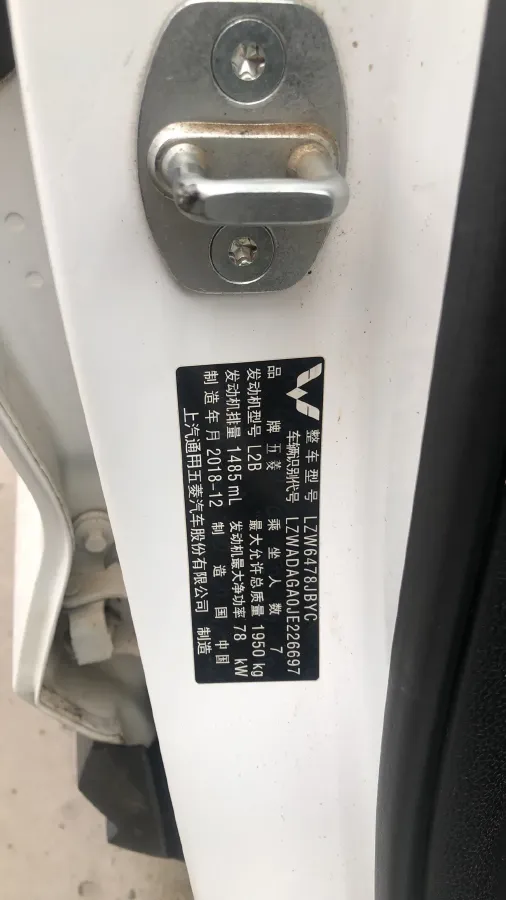 整车型号 LZW6478JBYC
车辆识别代号 LZWADAGA0JE226697
品牌 五菱 乘坐人数 7
发动机型号 L2B 最大允许总质量 1950 kg
发动机排量 1485 mL 发动机最大净功率 78 kW
制造年月 2018-12 制造国 中国
上汽通用五菱汽车股份有限公司 制造